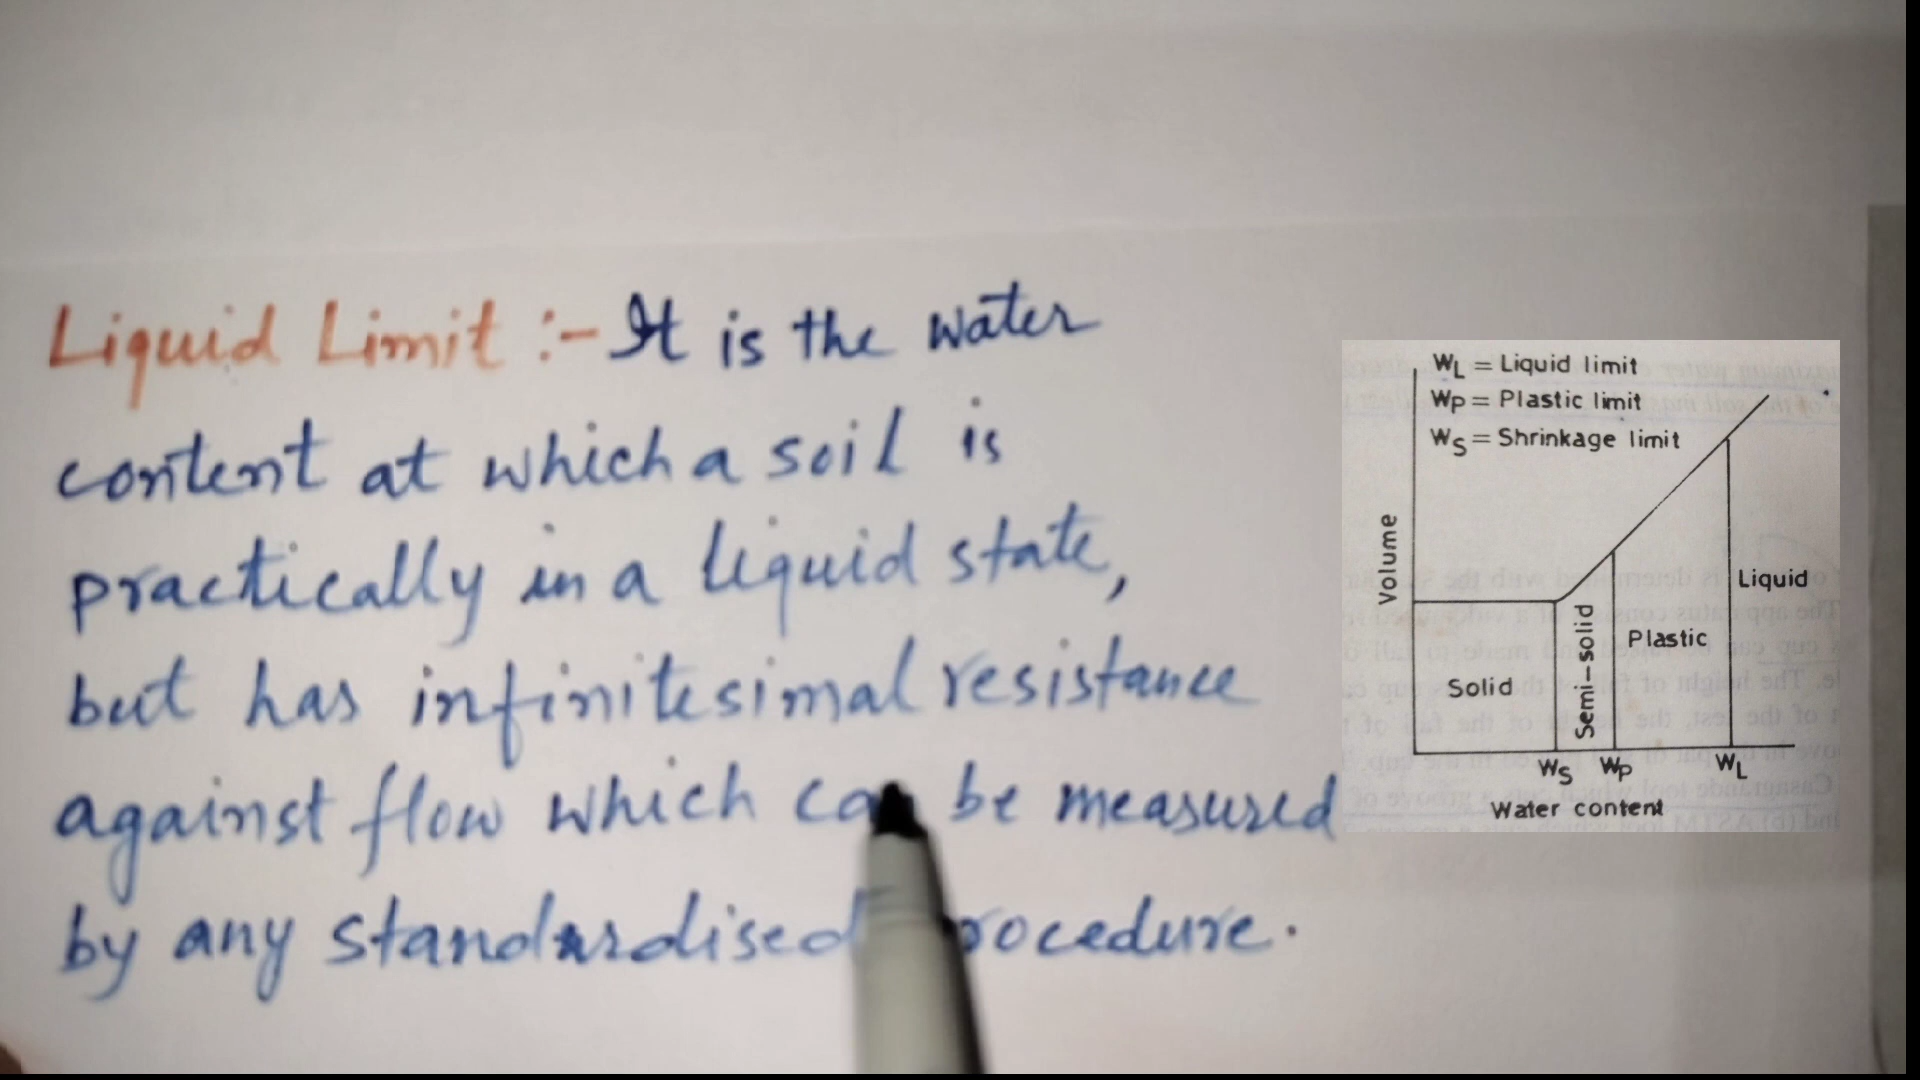 Liquid Limit :- It is the water
content at which a soil is
practically in a liquid state,
but has infinitesimal resistance
against flow which be measured
by any standardised
WL = Liquid limit
WP = Plastic limit
WS = Shrinkage limit
Volume
Solid
Semi-solid
Plastic
Liquid
WS WP WL
Water content